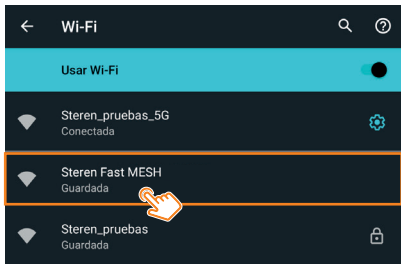 Wi-Fi
Usar Wi-Fi
Steren_pruebas_5G
Conectada
Steren Fast MESH
Guardada
Steren_pruebas
Guardada